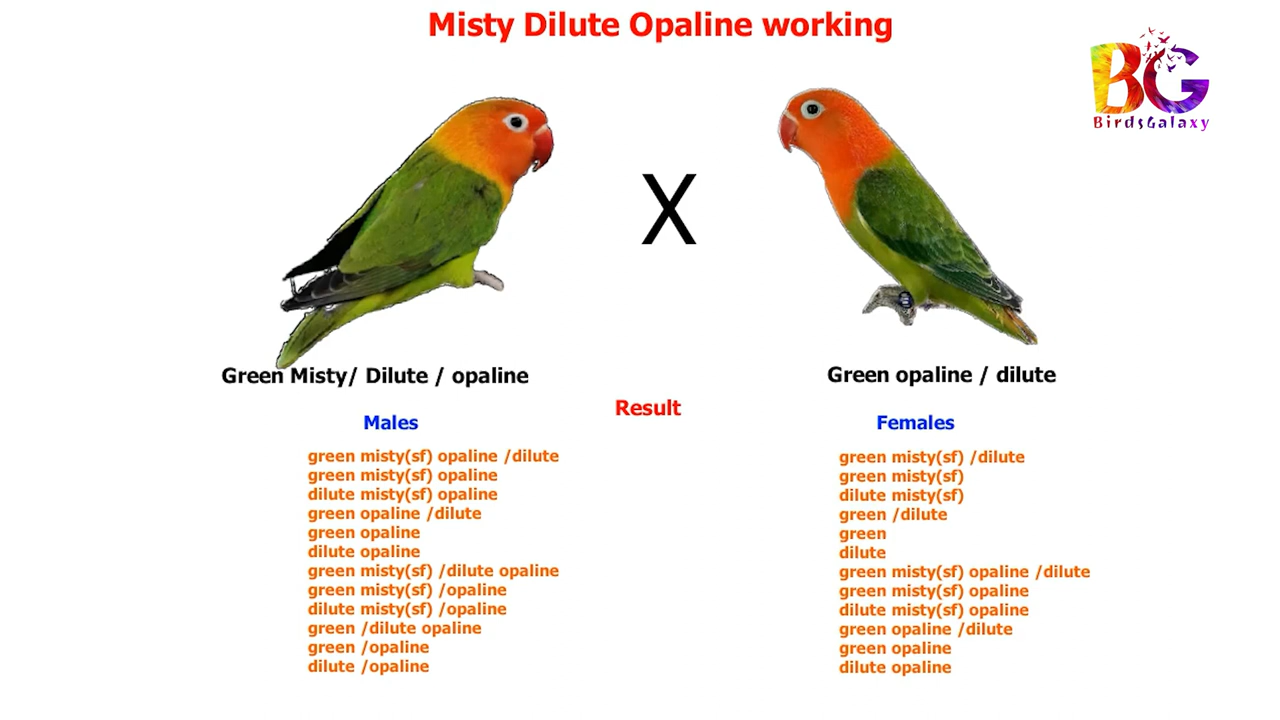 Misty Dilute Opaline working
BG
BirdsGalaxy
X
Green Misty/ Dilute / opaline
Green opaline / dilute
Result
Males
green misty(sf) opaline /dilute
green misty(sf) opaline
dilute misty(sf) opaline
green opaline /dilute
green opaline
dilute opaline
green misty(sf) /dilute opaline
green misty(sf) /opaline
dilute misty(sf) /opaline
green /dilute opaline
green /opaline
dilute /opaline
Females
green misty(sf) /dilute
green misty(sf)
dilute misty(sf)
green /dilute
green
dilute
green misty(sf) opaline /dilute
green misty(sf) opaline
dilute misty(sf) opaline
green opaline /dilute
green opaline
dilute opaline